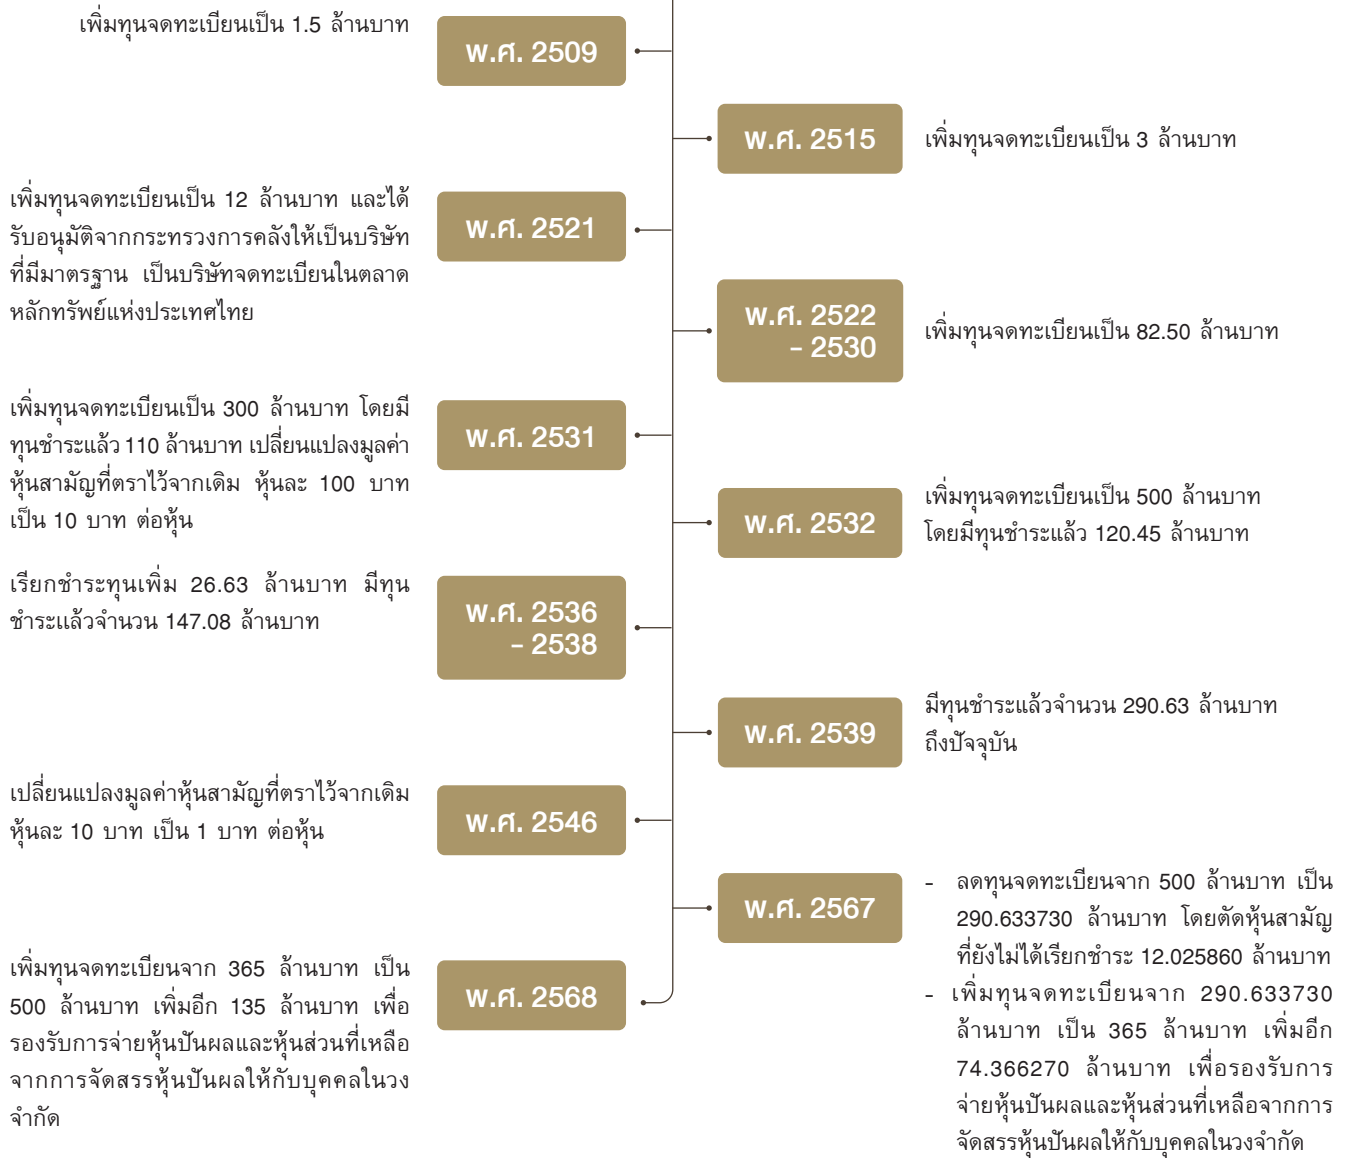 เพิ่มทุนจดทะเบียนเป็น 1.5 ล้านบาท
พ.ศ. 2509
พ.ศ. 2515
เพิ่มทุนจดทะเบียนเป็น 3 ล้านบาท
เพิ่มทุนจดทะเบียนเป็น 12 ล้านบาท และได้
รับอนุมัติจากกระทรวงการคลังให้เป็นบริษัท
ที่มีมาตรฐาน เป็นบริษัทจดทะเบียนในตลาด
หลักทรัพย์แห่งประเทศไทย
พ.ศ. 2521
พ.ศ. 2522
- 2530
เพิ่มทุนจดทะเบียนเป็น 82.50 ล้านบาท
เพิ่มทุนจดทะเบียนเป็น 300 ล้านบาท โดยมี
ทุนชำระแล้ว 110 ล้านบาท เปลี่ยนแปลงมูลค่า
หุ้นสามัญที่ตราไว้จากเดิม หุ้นละ 100 บาท
เป็น 10 บาท ต่อหุ้น
พ.ศ. 2531
พ.ศ. 2532
เพิ่มทุนจดทะเบียนเป็น 500 ล้านบาท
โดยมีทุนชำระแล้ว 120.45 ล้านบาท
เรียกชำระทุนเพิ่ม 26.63 ล้านบาท มีทุน
ชำระแล้วจำนวน 147.08 ล้านบาท
พ.ศ. 2536
- 2538
พ.ศ. 2539
มีทุนชำระแล้วจำนวน 290.63 ล้านบาท
ถึงปัจจุบัน
เปลี่ยนแปลงมูลค่าหุ้นสามัญที่ตราไว้จากเดิม
หุ้นละ 10 บาท เป็น 1 บาท ต่อหุ้น
พ.ศ. 2546
พ.ศ. 2567
- ลดทุนจดทะเบียนจาก 500 ล้านบาท เป็น
290.633730 ล้านบาท โดยตัดหุ้นสามัญ
ที่ยังไม่ได้เรียกชำระ 12.025860 ล้านบาท
- เพิ่มทุนจดทะเบียนจาก 290.633730
ล้านบาท เป็น 365 ล้านบาท เพิ่มอีก
74.366270 ล้านบาท เพื่อรองรับการ
จ่ายหุ้นปันผลและหุ้นส่วนที่เหลือจากการ
จัดสรรหุ้นปันผลให้กับบุคคลในวงจำกัด
เพิ่มทุนจดทะเบียนจาก 365 ล้านบาท เป็น
500 ล้านบาท เพิ่มอีก 135 ล้านบาท เพื่อ
รองรับการจ่ายหุ้นปันผลและหุ้นส่วนที่เหลือ
จากการจัดสรรหุ้นปันผลให้กับบุคคลในวง
จำกัด
พ.ศ. 2568